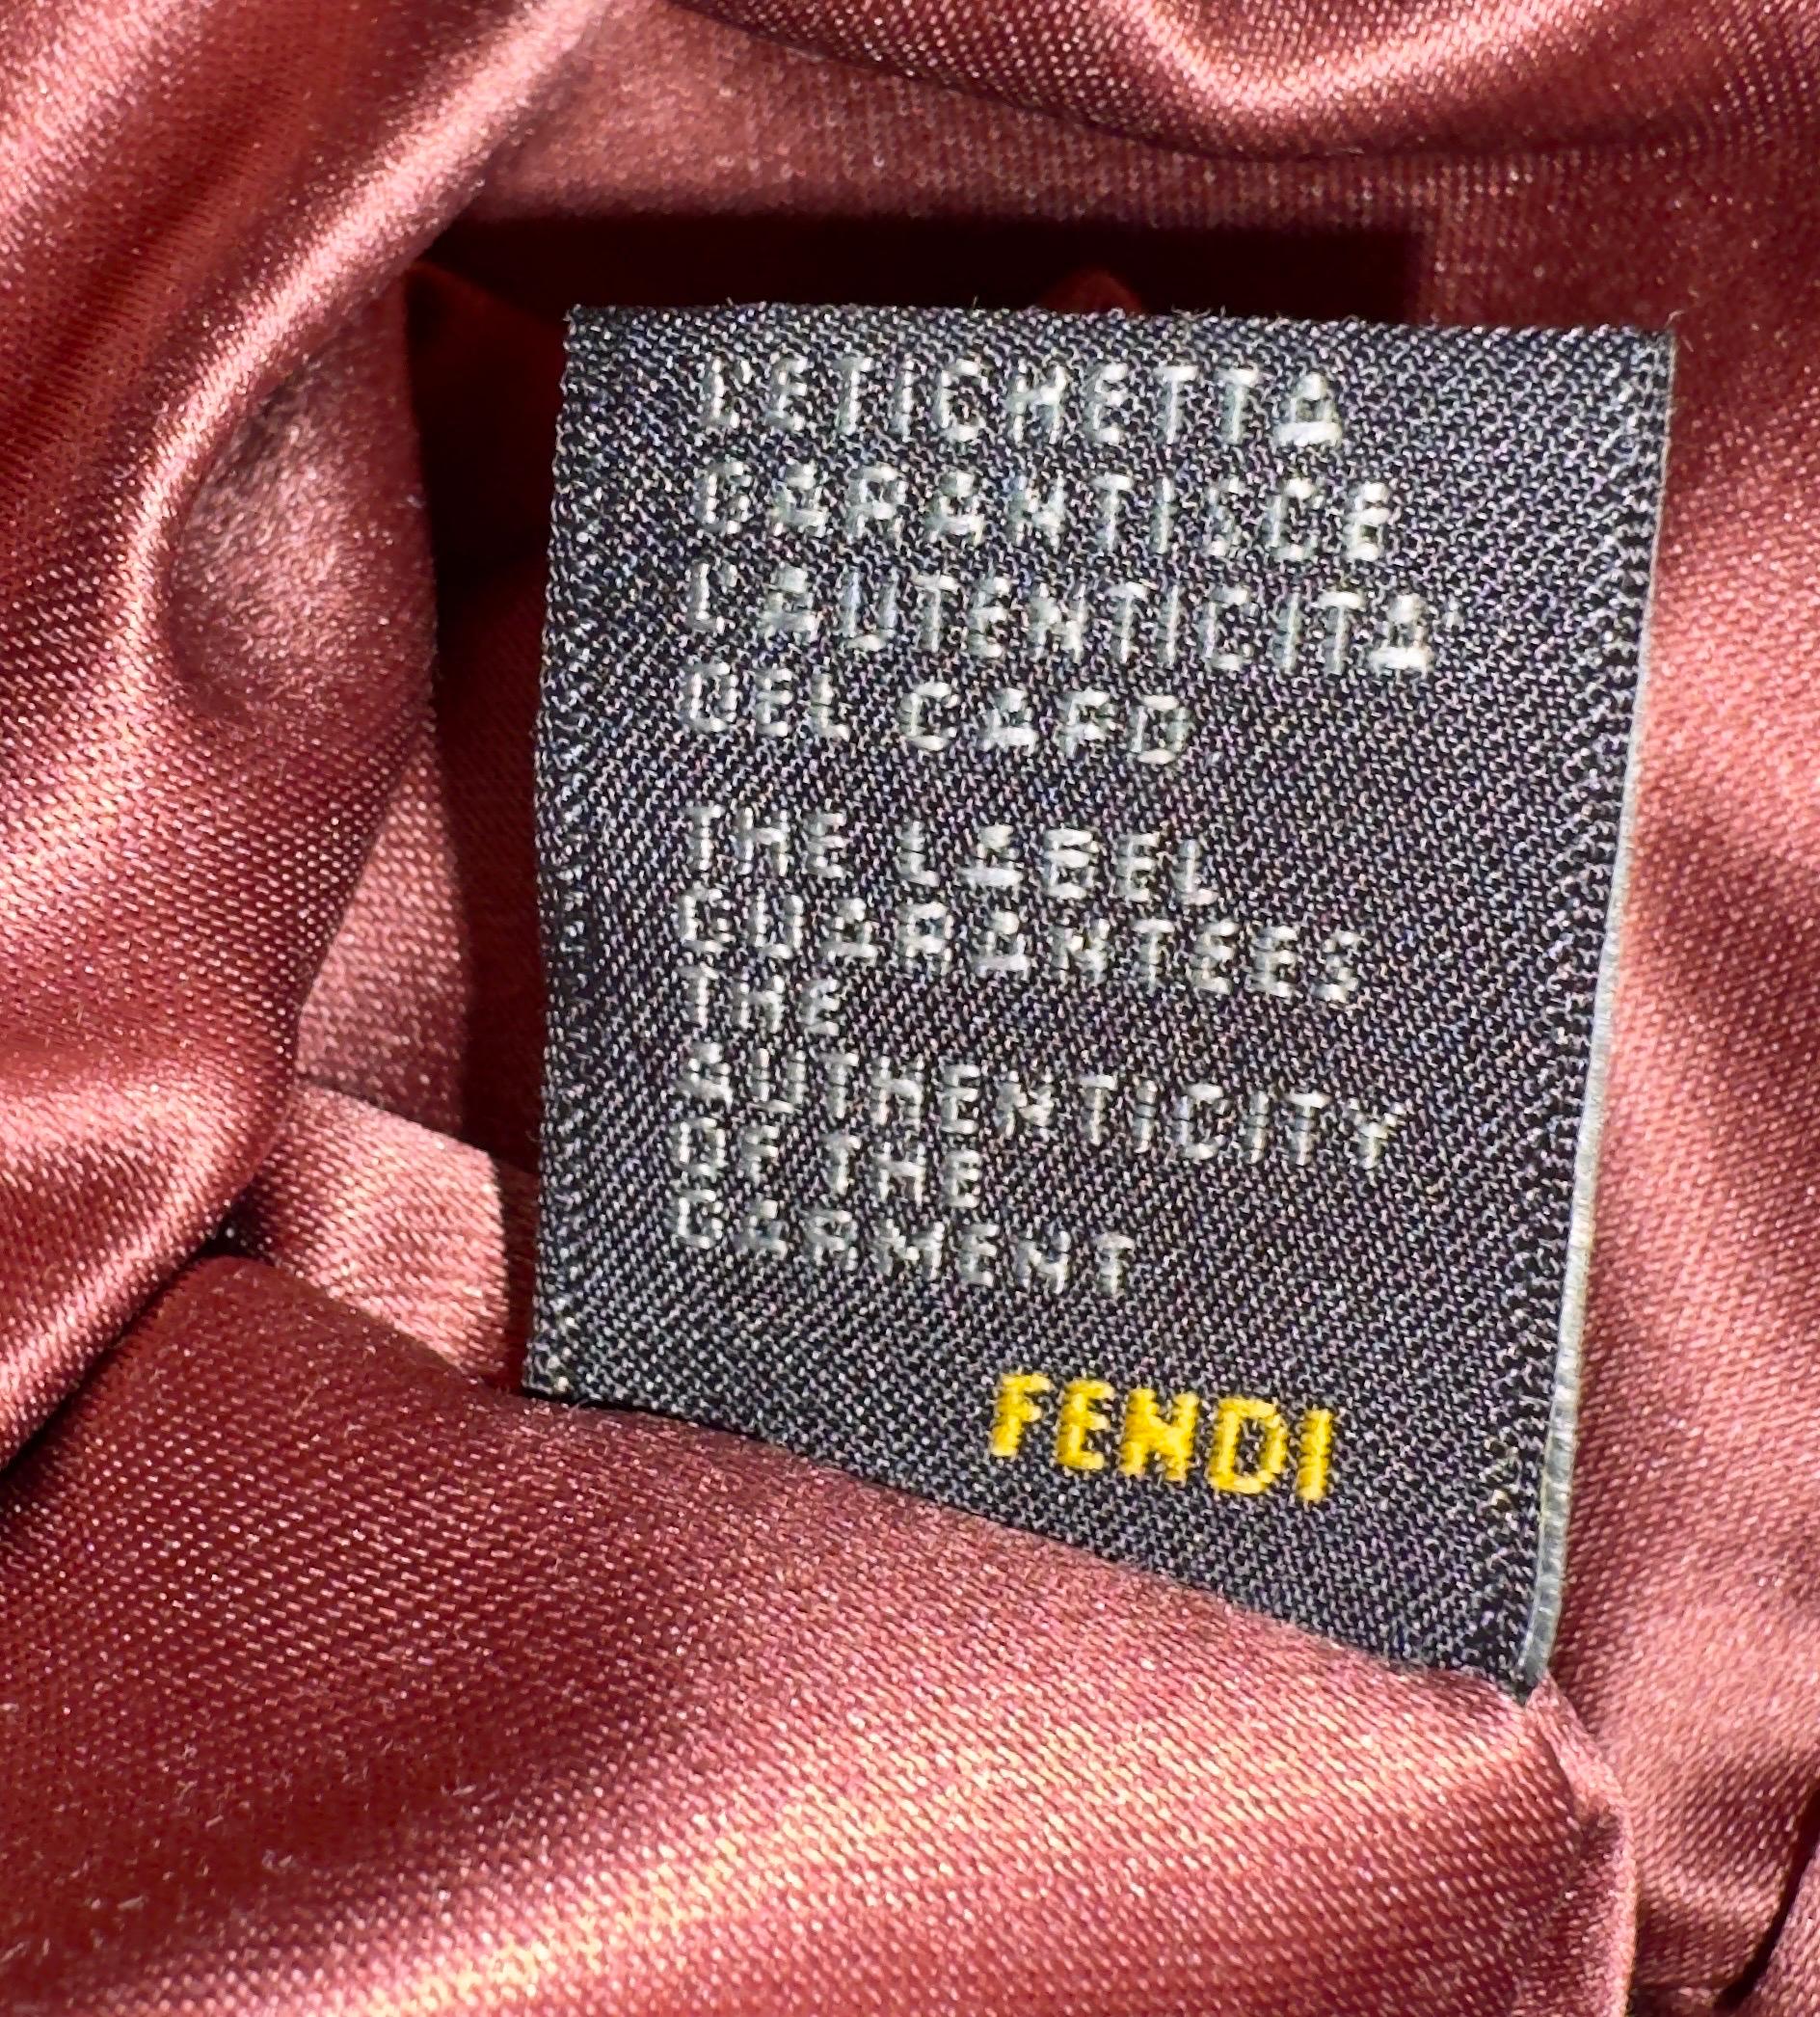 L'ETICHETTA
GARANTISCE
L'AUTENTICITA'
DEL CAPO
THE LABEL
GUARANTEES
THE
AUTHENTICITY
OF THE
GARMENT
FENDI